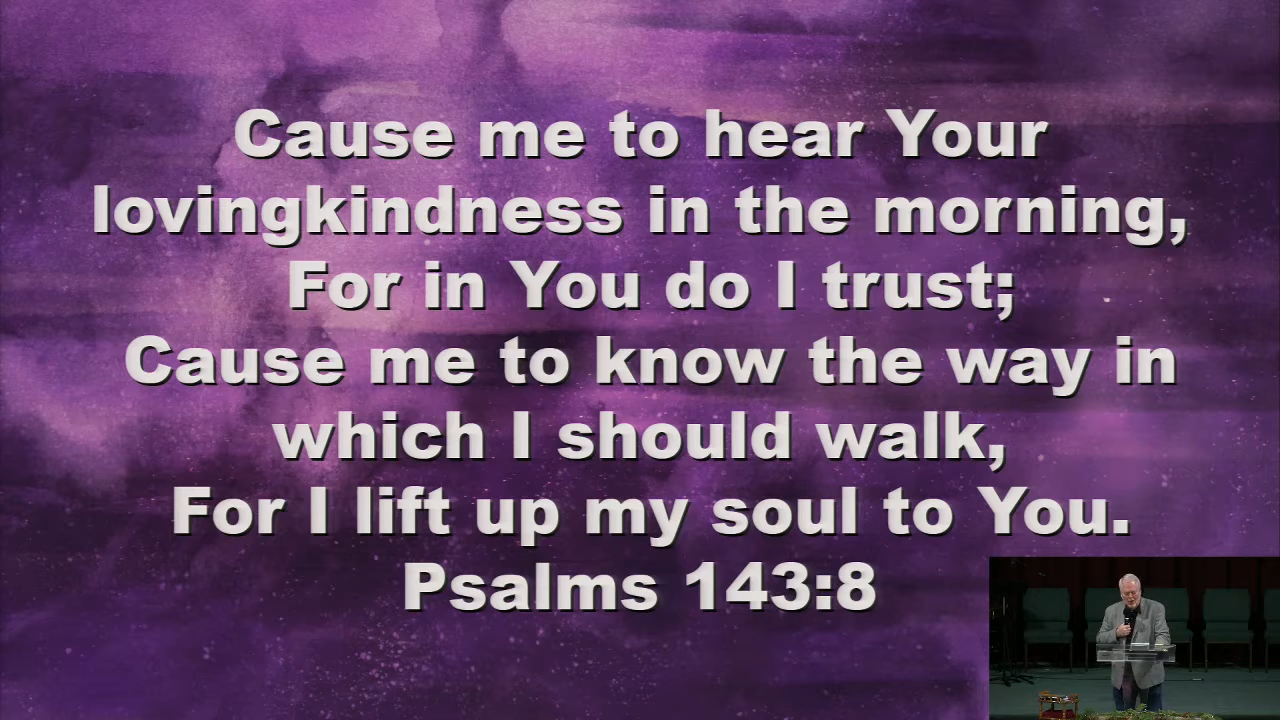 Cause me to hear Your
lovingkindness in the morning,
For in You do I trust;
Cause me to know the way in
which I should walk,
For I lift up my soul to You.
Psalms 143:8